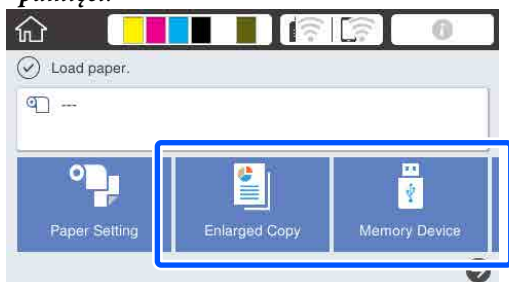 Load paper.
---
Paper Setting
Enlarged Copy
Memory Device